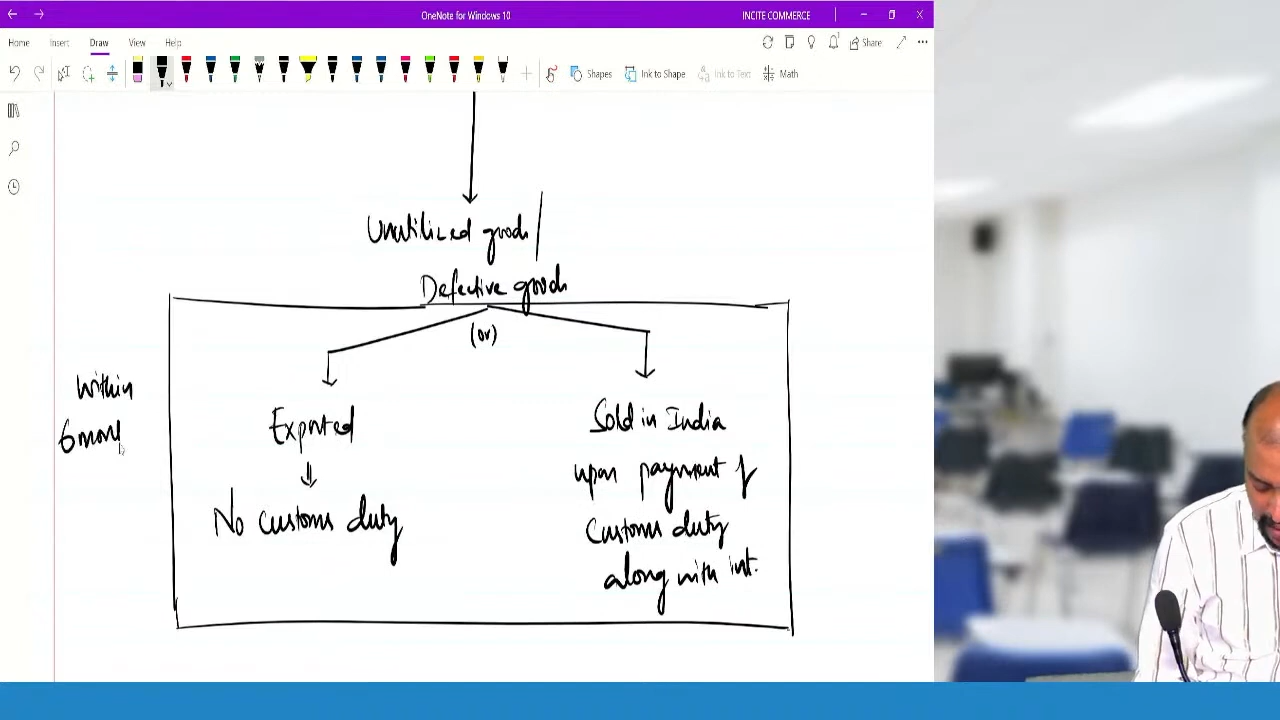 OneNote for Windows 10
INCITE COMMERCE
Home Insert Draw View Help
Share
Shapes Ink to Shape Ink to Text Math
Unutilized goods/
Defective goods
(or)
Within
6 mon
Exported
No customs duty
Sold in India
upon payment of
Customs duty
along with int.